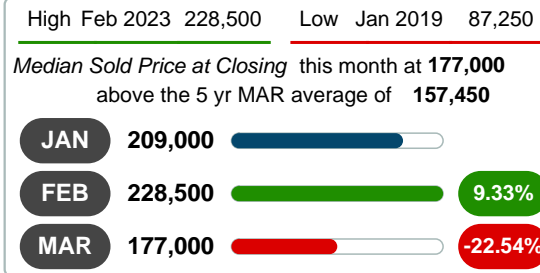 High Feb 2023 228,500 Low Jan 2019 87,250
Median Sold Price at Closing this month at 177,000
above the 5 yr MAR average of 157,450
JAN 209,000
FEB 228,500 9.33%
MAR 177,000 -22.54%